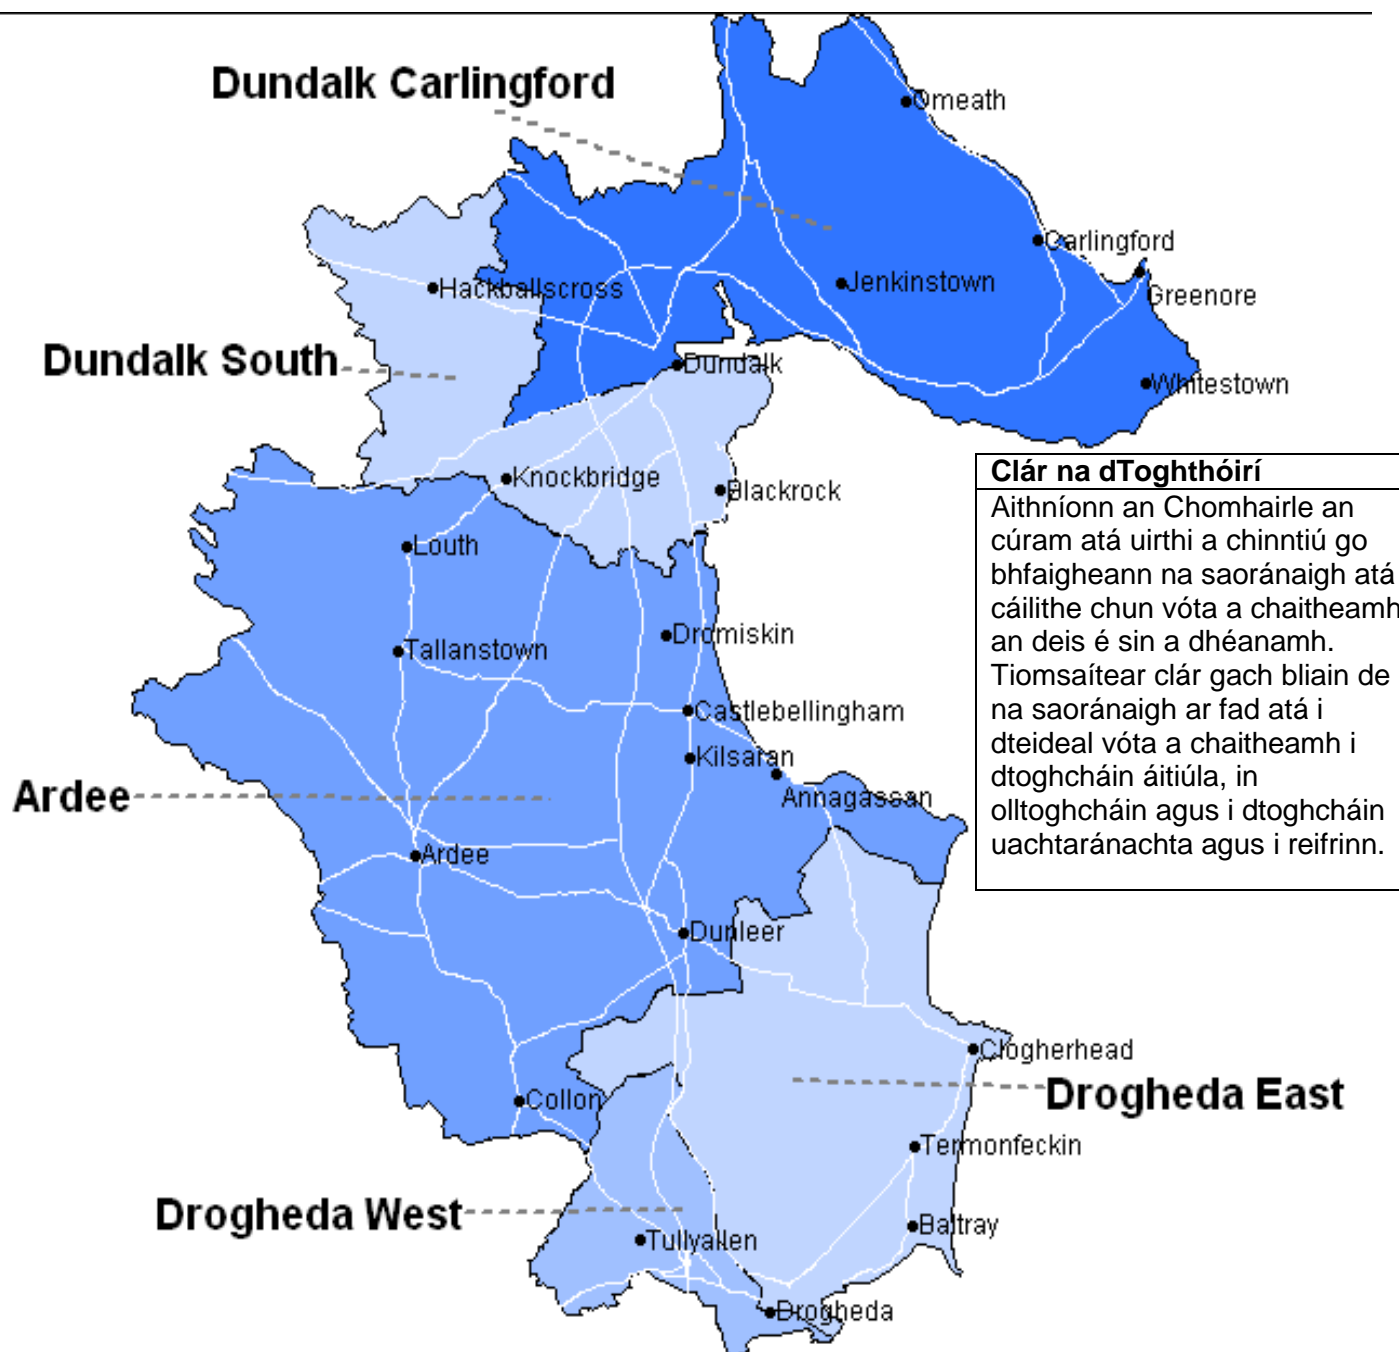 Dundalk Carlingford
Omeath
Carlingford
Hackballscross
Jenkinstown
Greenore
Dundalk South
Dundalk
Whitestown
Knockbridge
Blackrock
Clár na dToghthóirí
Aithníonn an Chomhairle an
cúram atá uirthi a chinntiú go
bhfaigheann na saoránaigh atá
cáilithe chun vóta a chaitheamh
an deis é sin a dhéanamh.
Tiomsaítear clár gach bliain de
na saoránaigh ar fad atá i
dteideal vóta a chaitheamh i
dtoghcháin áitiúla, in
olltoghcháin agus i dtoghcháin
uachtaránachta agus i reifrinn.
Louth
Dromiskin
Tallanstown
Castlebellingham
Kilsaran
Ardee
Annagassan
Ardee
Dunleer
Clogherhead
Collon
Drogheda East
Termonfeckin
Drogheda West
Baltray
Tullyallen
Drogheda